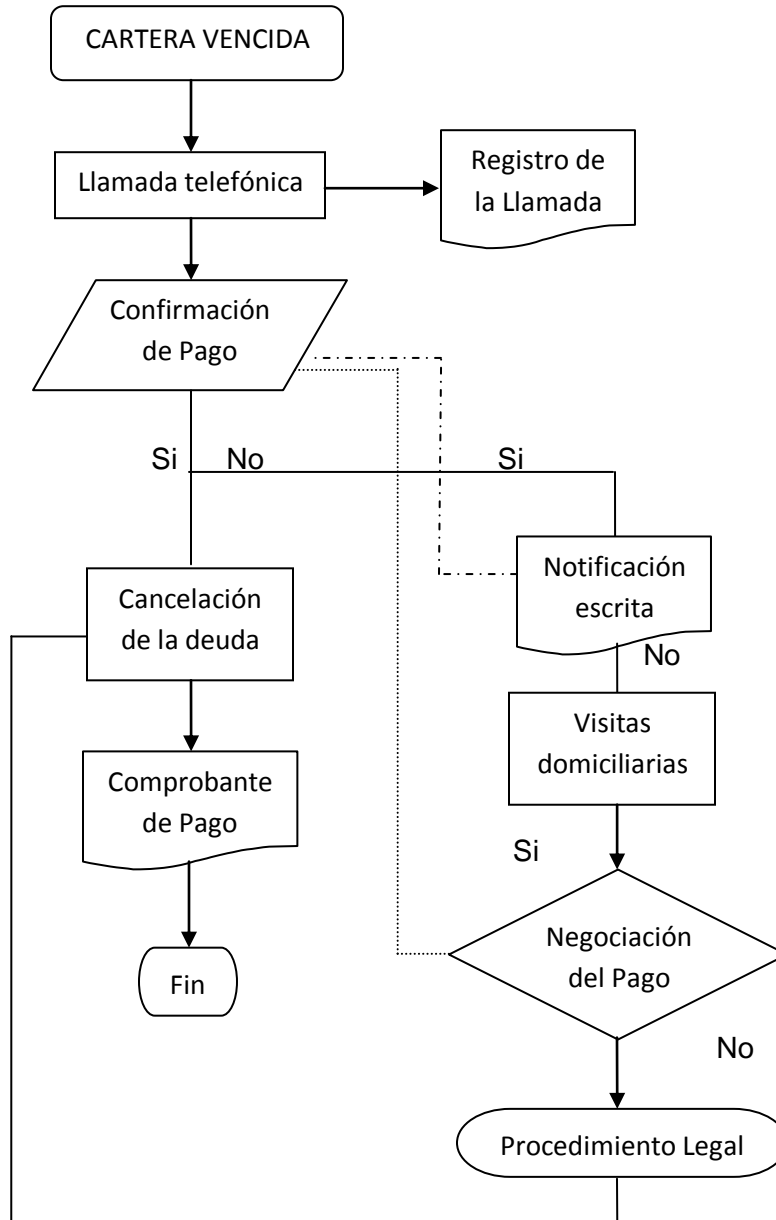 CARTERA VENCIDA
Llamada telefónica
Registro de
la Llamada
Confirmación
de Pago
Si
No
Si
Cancelación
de la deuda
Notificación
escrita
No
Visitas
domiciliarias
Comprobante
de Pago
Si
Negociación
del Pago
Fin
No
Procedimiento Legal